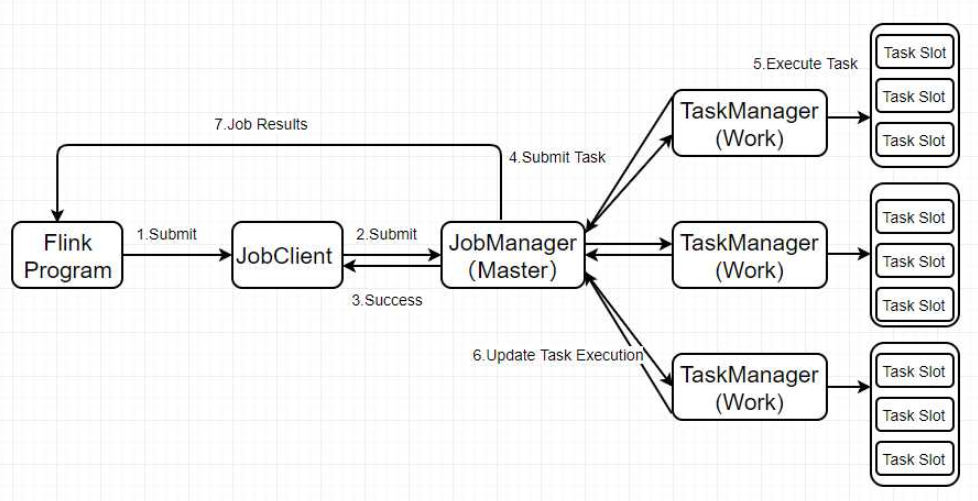 7.Job Results
Flink
Program
1.Submit
JobClient
2.Submit
3.Success
JobManager
（Master）
4.Submit Task
6.Update Task Execution
5.Execute Task
TaskManager
(Work)
Task Slot
Task Slot
Task Slot
TaskManager
(Work)
Task Slot
Task Slot
Task Slot
TaskManager
(Work)
Task Slot
Task Slot
Task Slot